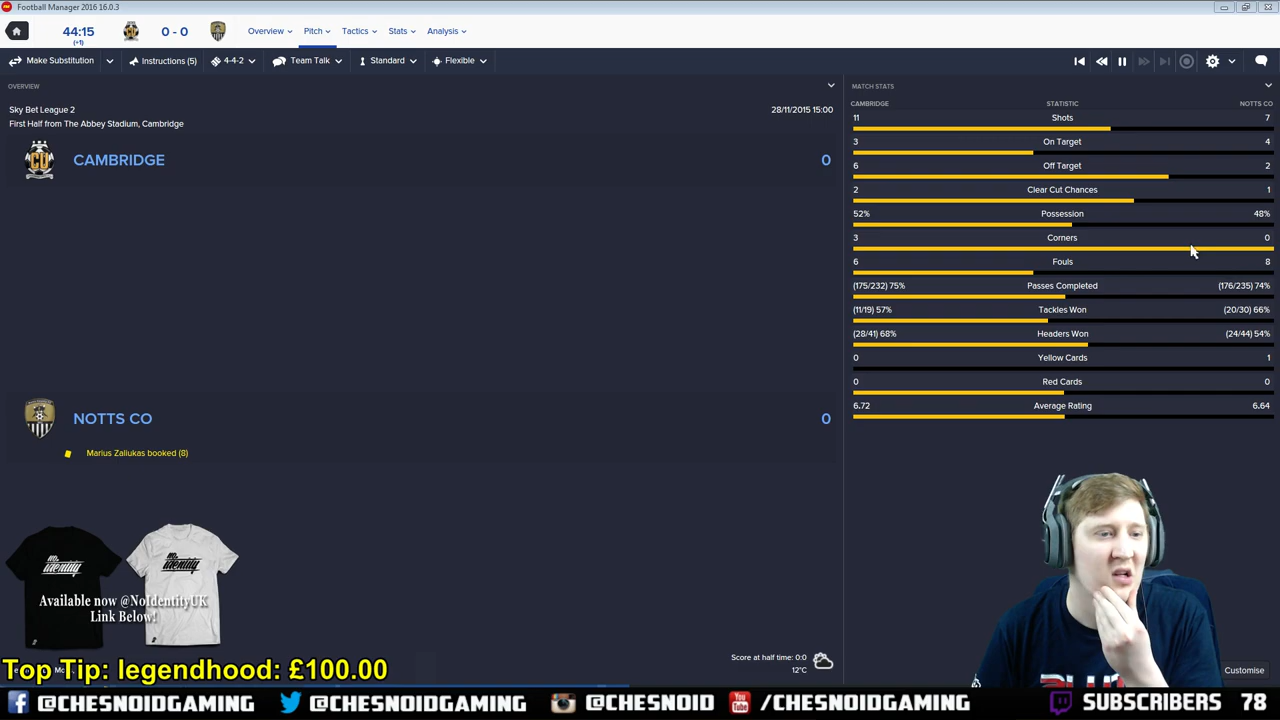 Football Manager 2016 16.0.3
44:15
(+1)
0 - 0
Overview
Pitch
Tactics
Stats
Analysis
Make Substitution
Instructions (5)
4-4-2
Team Talk
Standard
Flexible
OVERVIEW
Sky Bet League 2
28/11/2015 15:00
First Half from The Abbey Stadium, Cambridge
CAMBRIDGE 0
NOTTS CO 0
Marius Zaliukas booked (8)
MATCH STATS
CAMBRIDGE STATISTIC NOTTS CO
11 Shots 7
3 On Target 4
6 Off Target 2
2 Clear Cut Chances 1
52% Possession 48%
3 Corners 0
6 Fouls 8
(175/232) 75% Passes Completed (176/235) 74%
(11/19) 57% Tackles Won (20/30) 66%
(28/41) 68% Headers Won (24/44) 54%
0 Yellow Cards 1
0 Red Cards 0
6.72 Average Rating 6.64
No.
identity
No.
identity
Available now @NoIdentityUK
Link Below!
Score at half time: 0:0
12°C
Customise
Top Tip: legendhood: £100.00
@CHESNOIDGAMING
@CHESNOIDGAMING
@CHESNOID
You
Tube
/CHESNOIDGAMING
SUBSCRIBERS 78